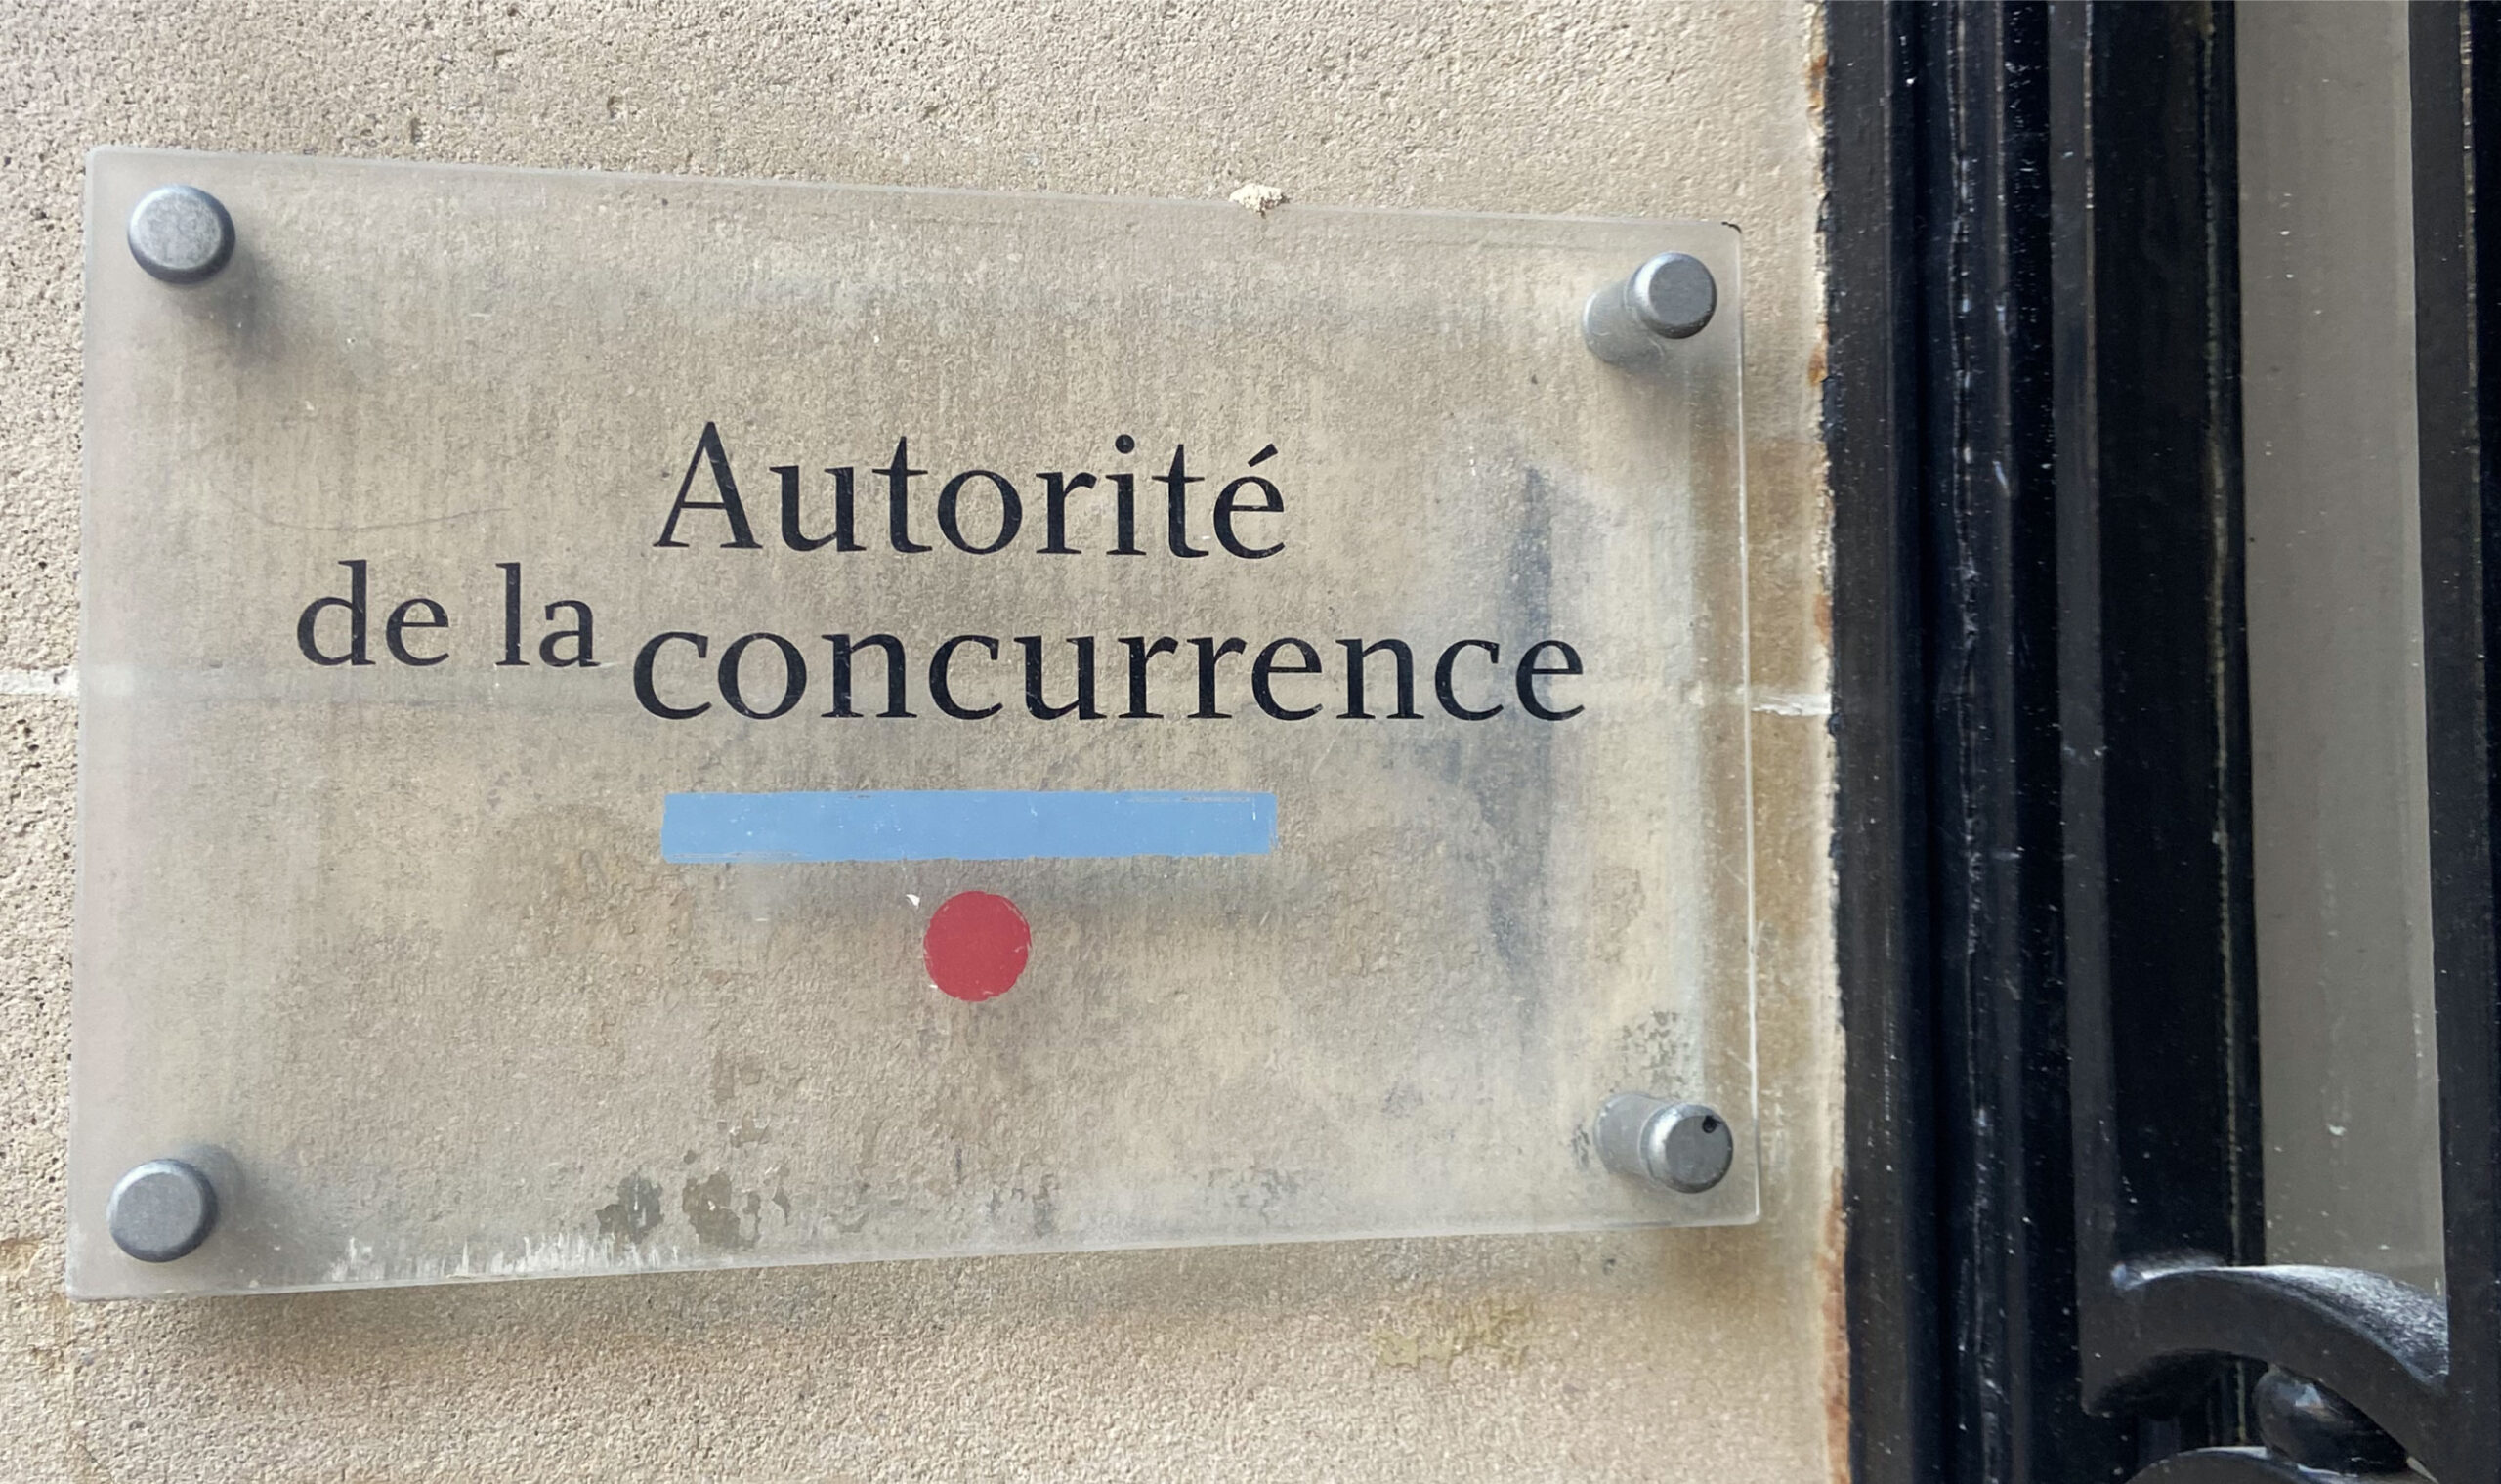 Autorité
de la concurrence